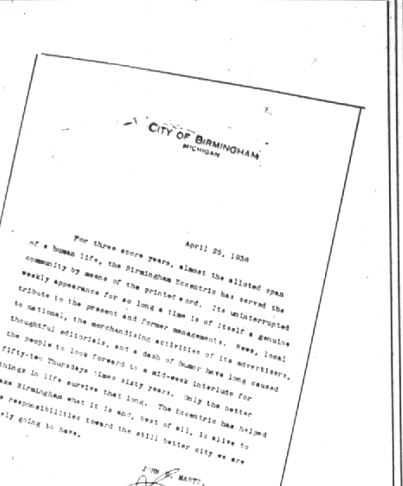 CITY OF BIRMINGHAM
MICHIGAN
April 25, 1938
For three score years, almost the alloted span
of a human life, the Birmingham Eccentric has served the
community by means of the printed word. Its uninterrupted
weekly appearance for so long a time is of itself a genuine
tribute to the present and former managements. News, local
to national, the merchandising activities of its advertisers,
thoughtful editorials, and a dash of humor have long caused
the people to look forward to a mid-week interlude for
fifty-two Thursdays times sixty years. Only the better
things in life survive that long. The Eccentric has helped
ake Birmingham what it is and, best of all, is alive to
s responsibilities toward the still better city we are
ely going to have.
JOHN